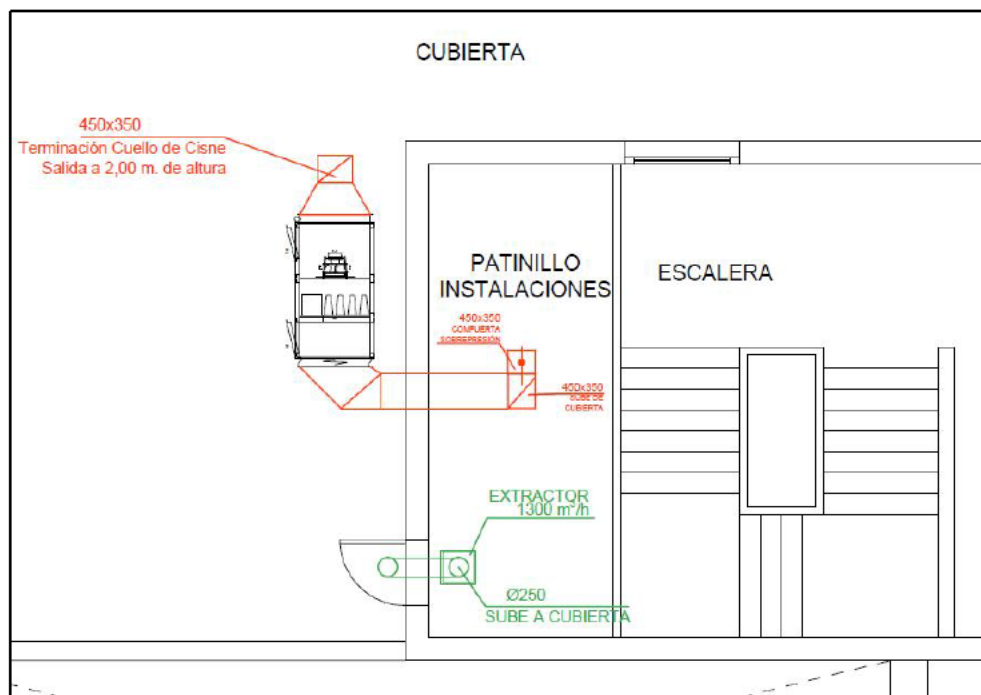 CUBIERTA
450x350
Terminación Cuello de Cisne
Salida a 2,00 m. de altura
PATINILLO
INSTALACIONES
ESCALERA
450x350
COMPUERTA
SOBREPRESIÓN
450x350
SUBE DE
CUBIERTA
EXTRACTOR
1300 m³/h
Ø250
SUBE A CUBIERTA